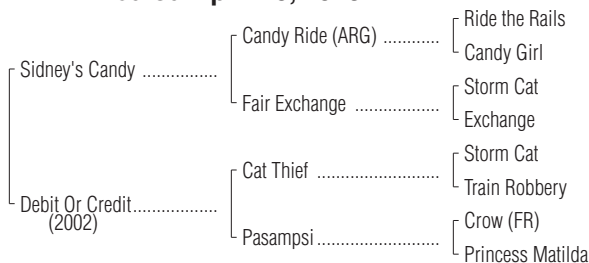 Ride the Rails
Candy Ride (ARG) ............
Candy Girl
Sidney's Candy ................
Storm Cat
Fair Exchange ..................
Exchange
Storm Cat
Cat Thief ..........................
Train Robbery
Debit Or Credit..................
(2002)
Crow (FR)
Pasampsi..........................
Princess Matilda